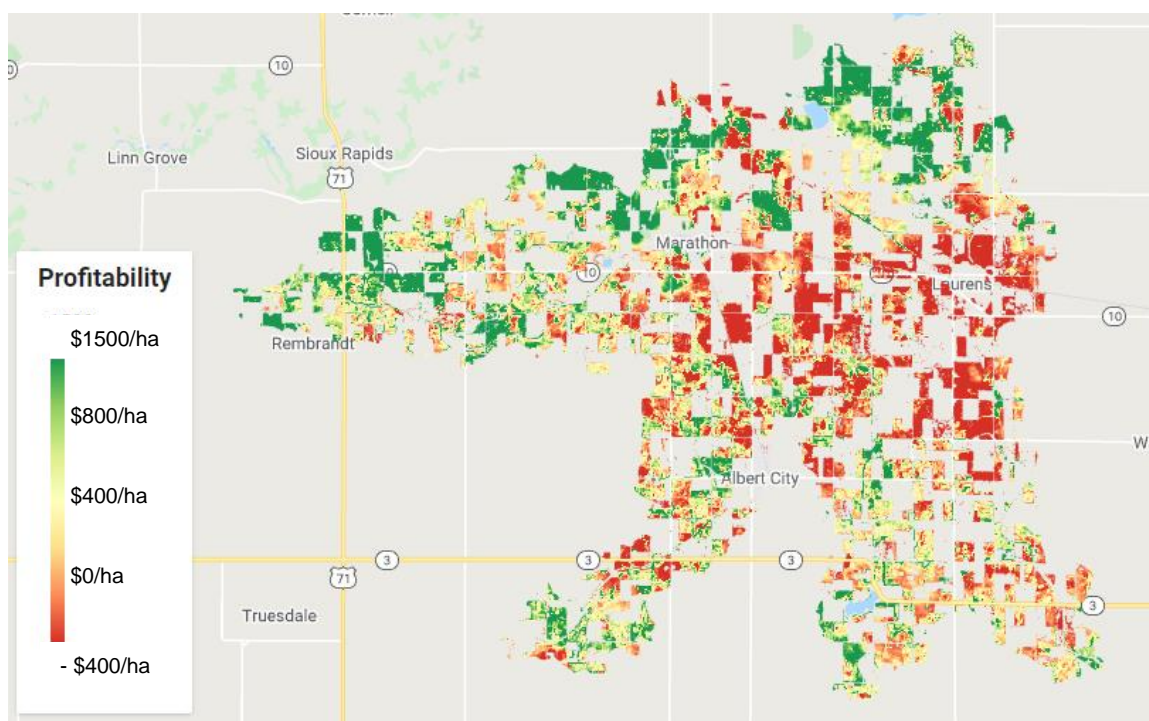 10
Linn Grove
Sioux Rapids
71
Marathon
10
Laurens
10
Rembrandt
Albert City
W
3
3
3
71
3
Truesdale
Profitability
$1500/ha
$800/ha
$400/ha
$0/ha
- $400/ha